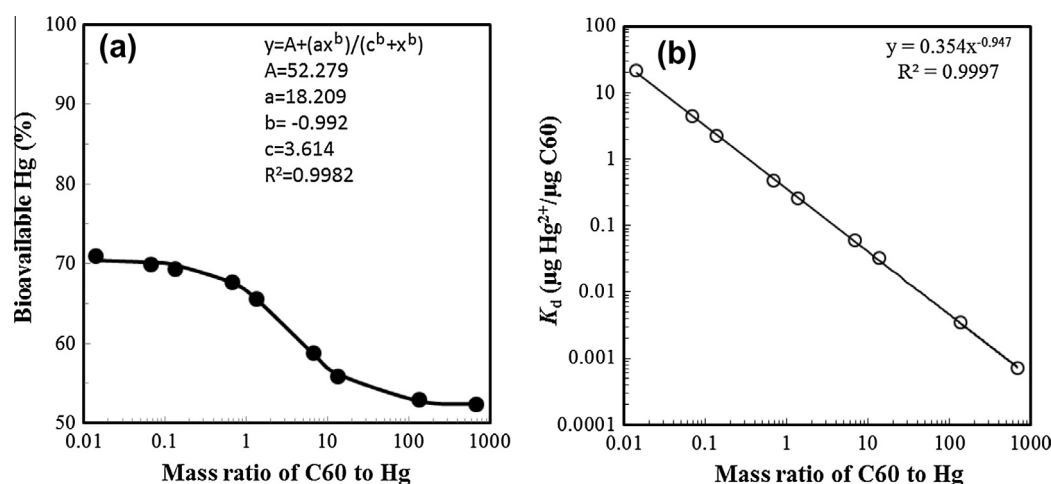 (a)
y=A+(ax^b)/(c^b+x^b)
A=52.279
a=18.209
b= -0.992
c=3.614
R²=0.9982
Bioavailable Hg (%)
100
90
80
70
60
50
0.01 0.1 1 10 100 1000
Mass ratio of C60 to Hg
(b)
y = 0.354x^-0.947
R² = 0.9997
K_d (µg Hg²⁺/µg C60)
100
10
1
0.1
0.01
0.001
0.0001
0.01 0.1 1 10 100 1000
Mass ratio of C60 to Hg